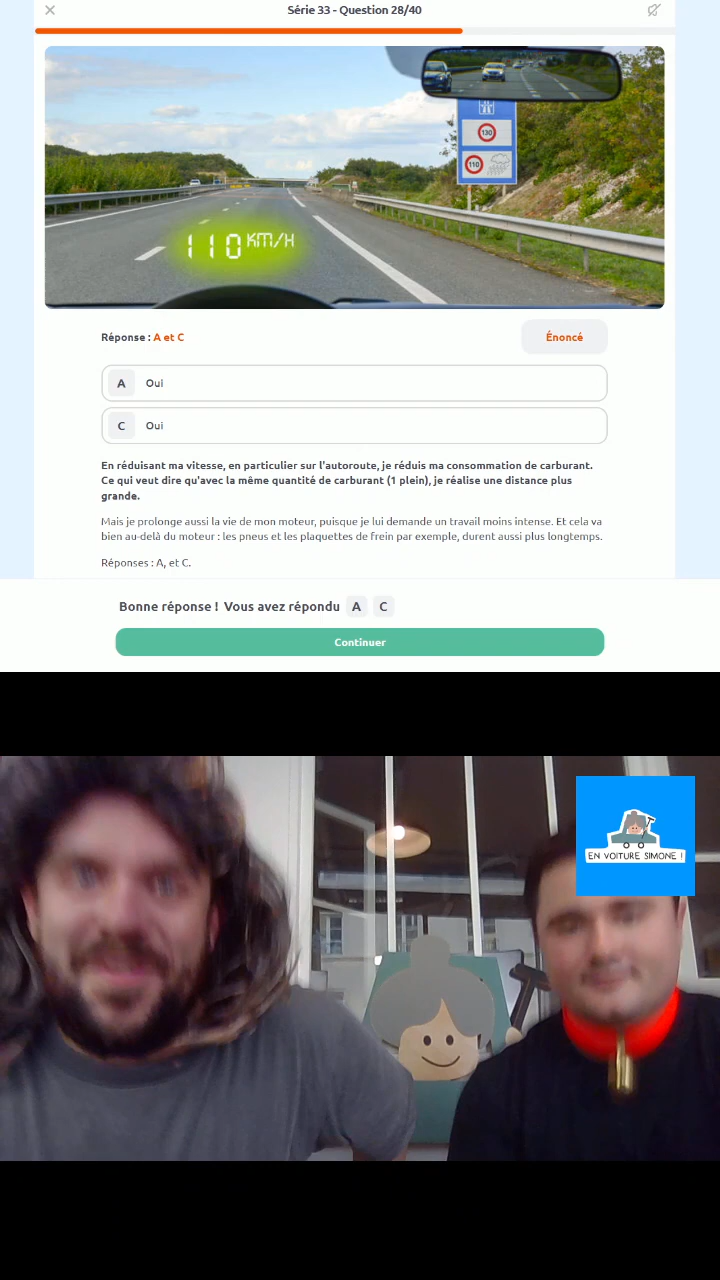 Série 33 - Question 28/40
130
110
110 KM/H
Réponse : A et C
Énoncé
A Oui
C Oui
En réduisant ma vitesse, en particulier sur l'autoroute, je réduis ma consommation de carburant.
Ce qui veut dire qu'avec la même quantité de carburant (1 plein), je réalise une distance plus
grande.
Mais je prolonge aussi la vie de mon moteur, puisque je lui demande un travail moins intense. Et cela va
bien au-delà du moteur : les pneus et les plaquettes de frein par exemple, durent aussi plus longtemps.
Réponses : A, et C.
Bonne réponse ! Vous avez répondu A C
Continuer
EN VOITURE SIMONE !